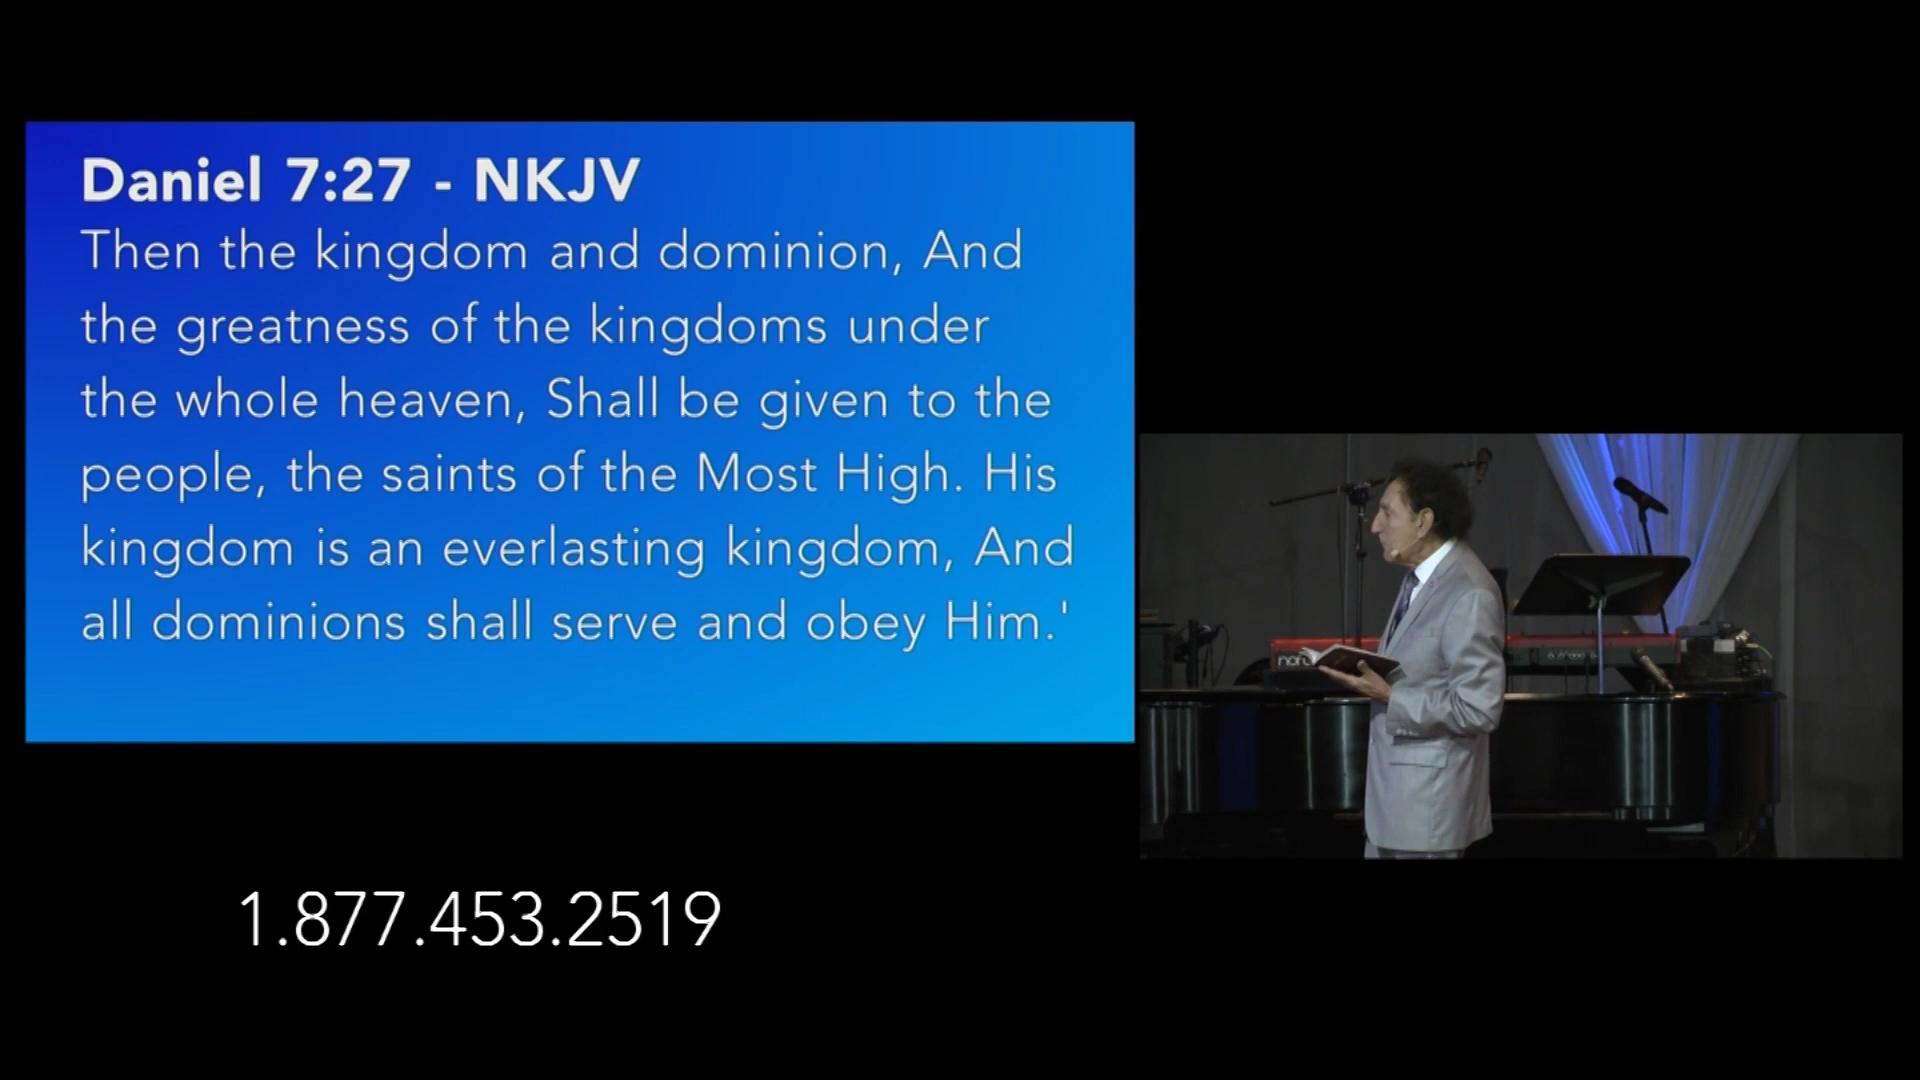 Daniel 7:27 - NKJV
Then the kingdom and dominion, And
the greatness of the kingdoms under
the whole heaven, Shall be given to the
people, the saints of the Most High. His
kingdom is an everlasting kingdom, And
all dominions shall serve and obey Him.'
nord
1.877.453.2519